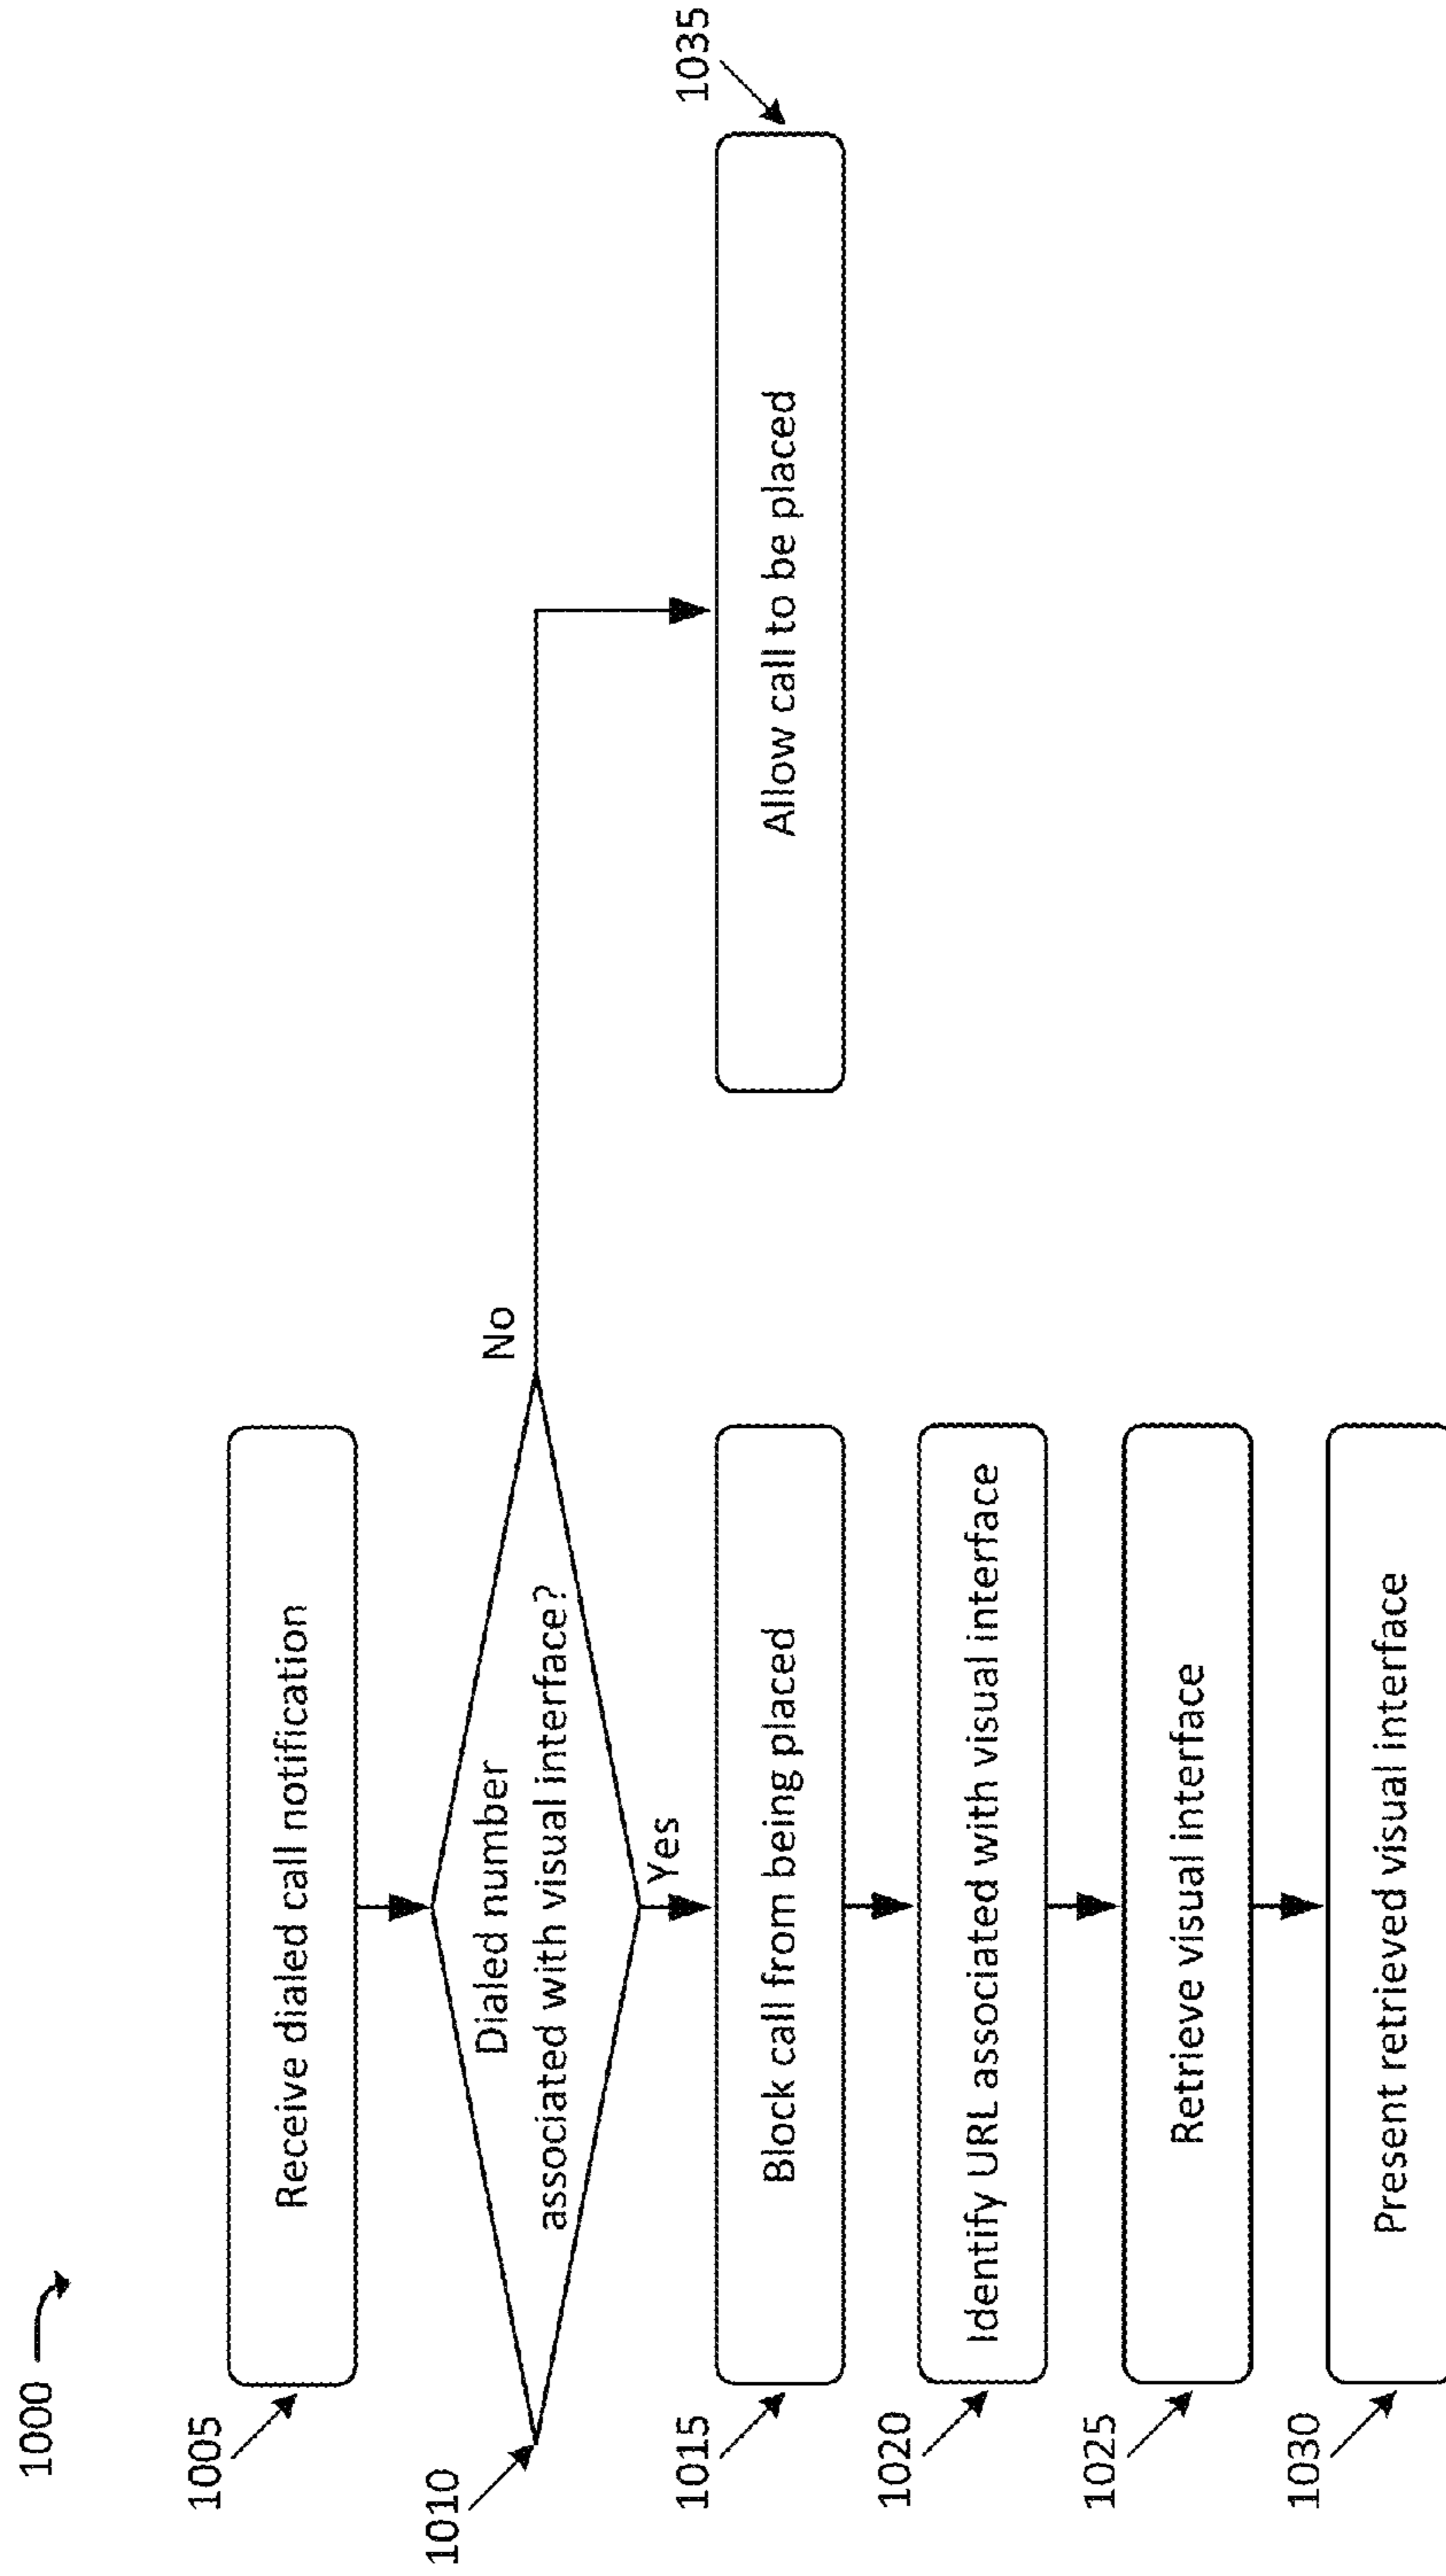 1000
1005
Receive dialed call notification
1010
Dialed number
associated with visual interface?
No
Yes
1015
Block call from being placed
1035
Allow call to be placed
1020
Identify URL associated with visual interface
1025
Retrieve visual interface
1030
Present retrieved visual interface